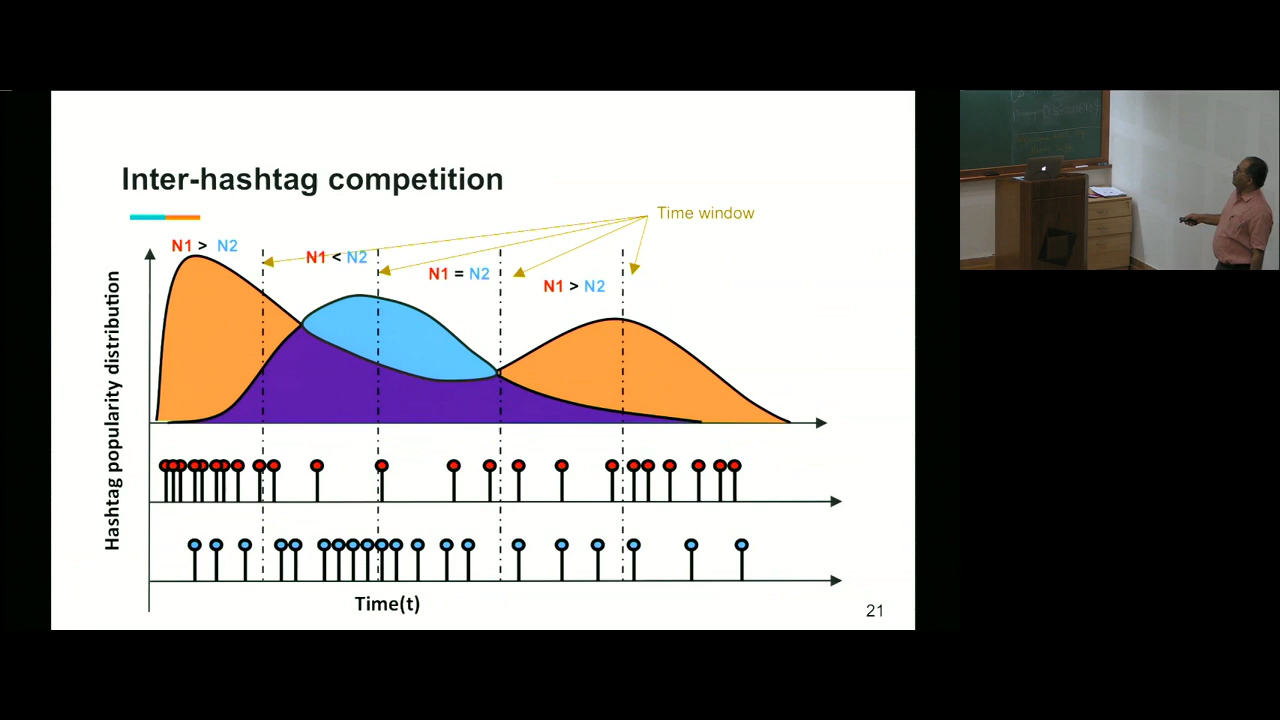 Inter-hashtag competition
Time window
N1 > N2
N1 < N2
N1 = N2
N1 > N2
Hashtag popularity distribution
Time(t)
21